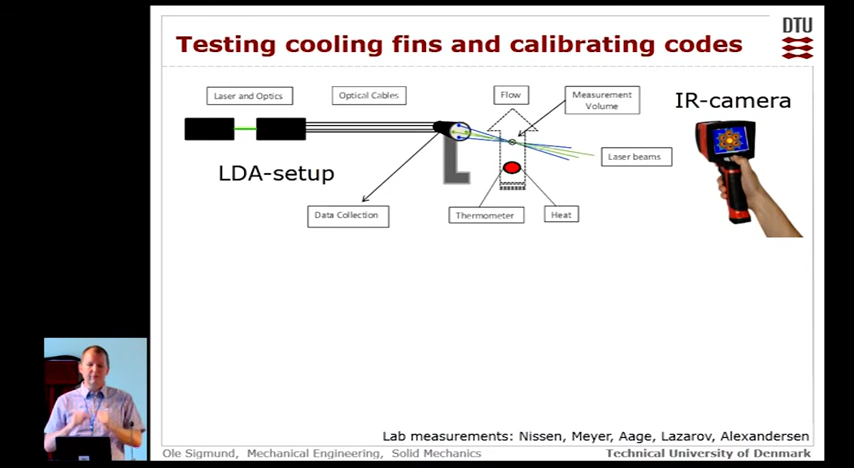 Testing cooling fins and calibrating codes
DTU
Laser and Optics
Optical Cables
Flow
Measurement
Volume
IR-camera
LDA-setup
Laser beams
Data Collection
Thermometer
Heat
Lab measurements: Nissen, Meyer, Aage, Lazarov, Alexandersen
Ole Sigmund, Mechanical Engineering, Solid Mechanics
Technical University of Denmark